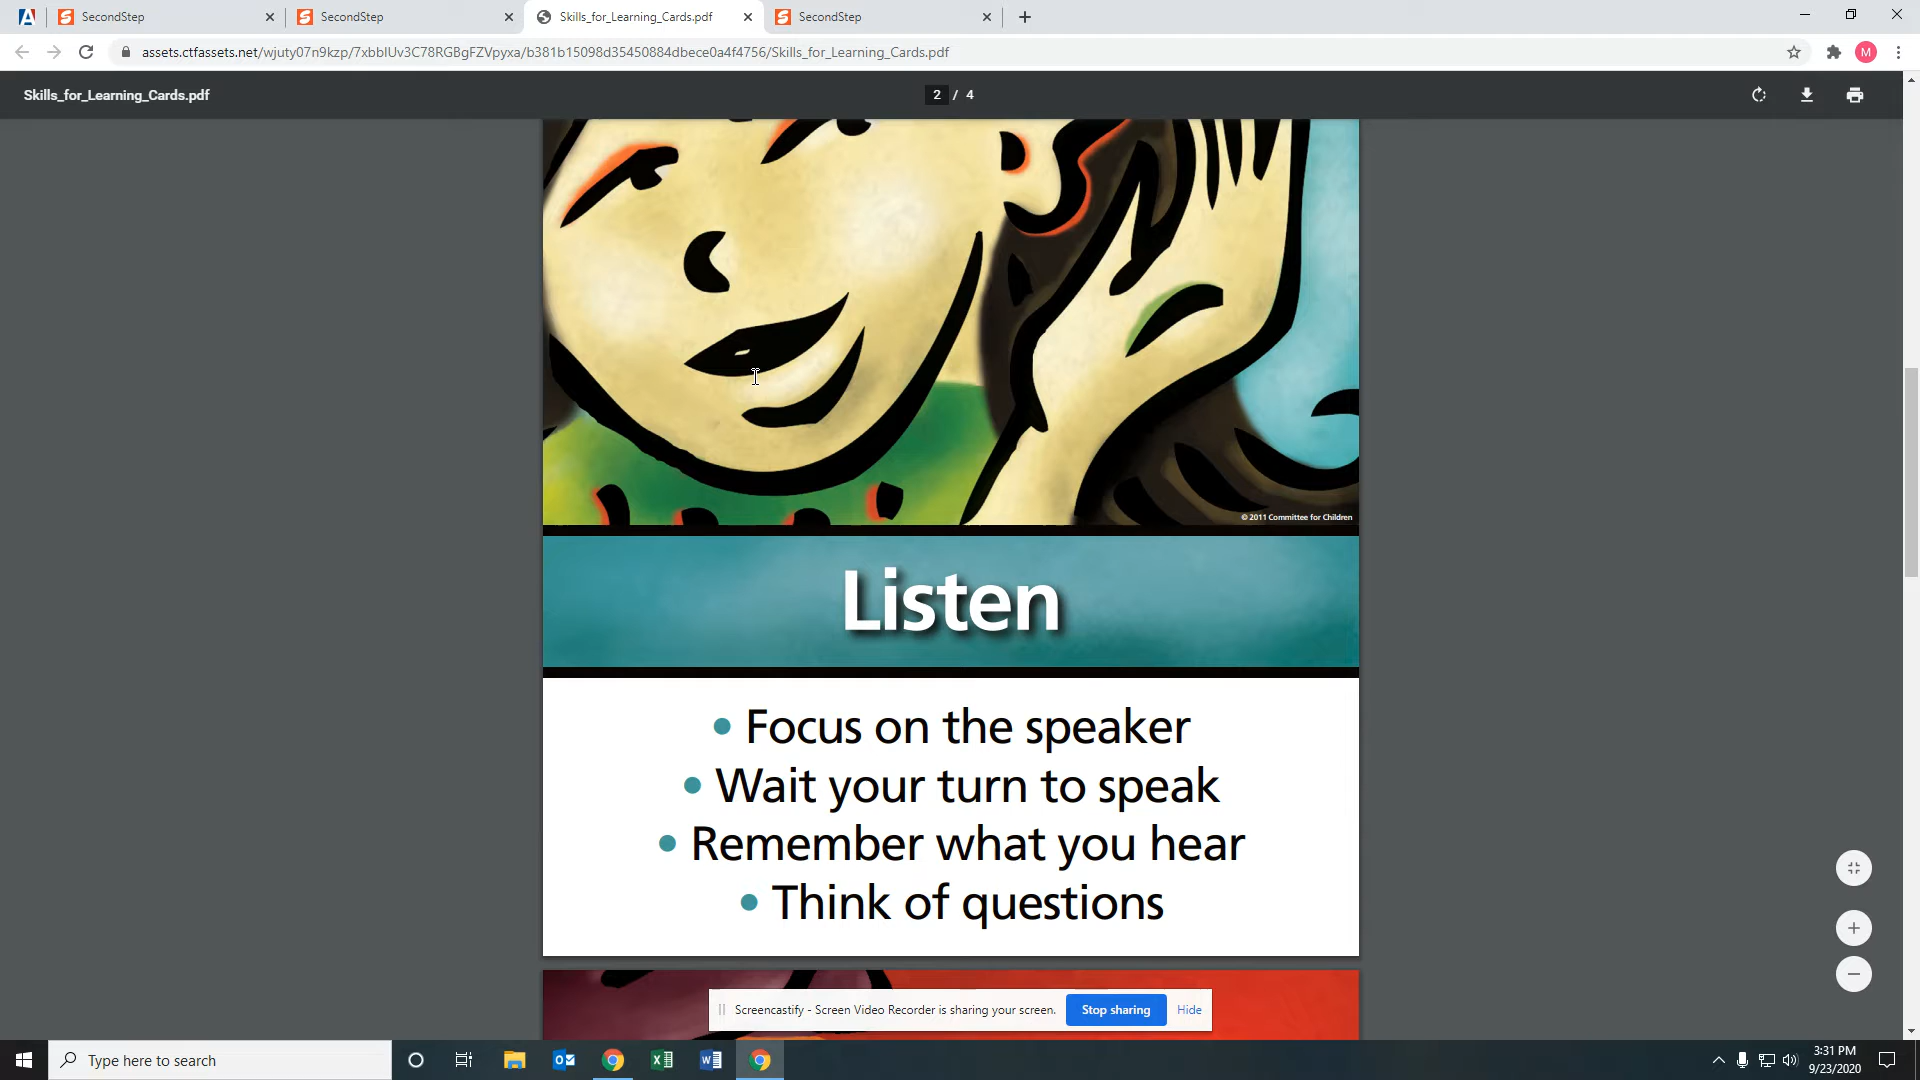 SecondStep
SecondStep
Skills_for_Learning_Cards.pdf
SecondStep
assets.ctfassets.net/wjuty07n9kzp/7xbblUv3C78RGBgFZVpyxa/b381b15098d35450884dbece0a4f4756/Skills_for_Learning_Cards.pdf
M
Skills_for_Learning_Cards.pdf
2 / 4
© 2011 Committee for Children
Listen
• Focus on the speaker
• Wait your turn to speak
• Remember what you hear
• Think of questions
Screencastify - Screen Video Recorder is sharing your screen.
Stop sharing
Hide
Type here to search
3:31 PM
9/23/2020